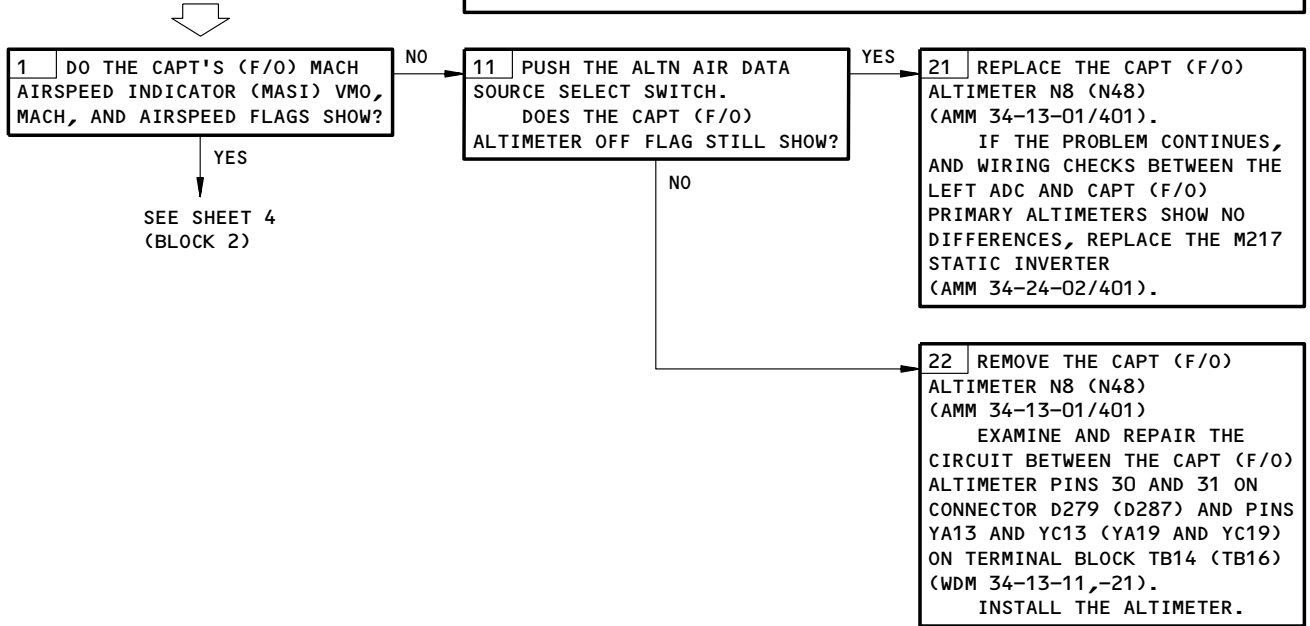 1 DO THE CAPT'S (F/O) MACH
AIRSPEED INDICATOR (MASI) VMO,
MACH, AND AIRSPEED FLAGS SHOW?
NO
YES
SEE SHEET 4
(BLOCK 2)
11 PUSH THE ALTN AIR DATA
SOURCE SELECT SWITCH.
DOES THE CAPT (F/O)
ALTIMETER OFF FLAG STILL SHOW?
YES
NO
21 REPLACE THE CAPT (F/O)
ALTIMETER N8 (N48)
(AMM 34-13-01/401).
IF THE PROBLEM CONTINUES,
AND WIRING CHECKS BETWEEN THE
LEFT ADC AND CAPT (F/O)
PRIMARY ALTIMETERS SHOW NO
DIFFERENCES, REPLACE THE M217
STATIC INVERTER
(AMM 34-24-02/401).
22 REMOVE THE CAPT (F/O)
ALTIMETER N8 (N48)
(AMM 34-13-01/401)
EXAMINE AND REPAIR THE
CIRCUIT BETWEEN THE CAPT (F/O)
ALTIMETER PINS 30 AND 31 ON
CONNECTOR D279 (D287) AND PINS
YA13 AND YC13 (YA19 AND YC19)
ON TERMINAL BLOCK TB14 (TB16)
(WDM 34-13-11,-21).
INSTALL THE ALTIMETER.